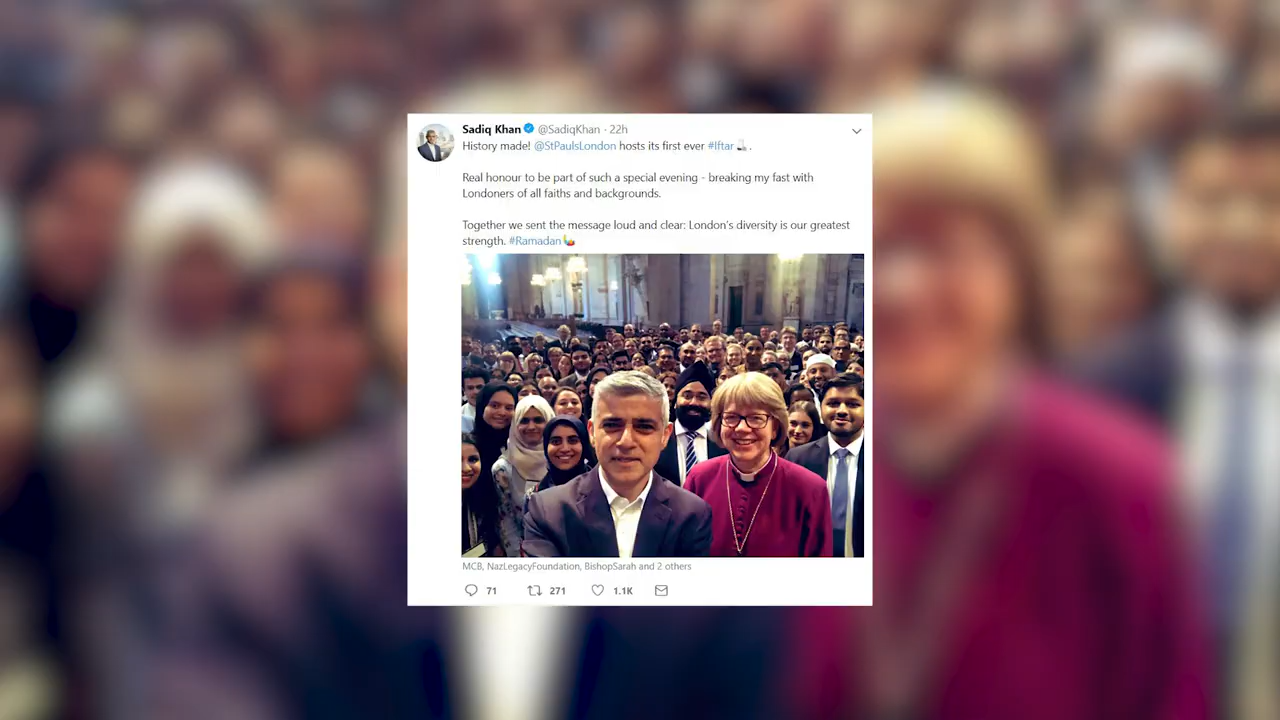 Sadiq Khan @SadiqKhan · 22h
History made! @StPaulsLondon hosts its first ever #Iftar .
Real honour to be part of such a special evening - breaking my fast with
Londoners of all faiths and backgrounds.
Together we sent the message loud and clear: London's diversity is our greatest
strength. #Ramadan
MCB, NazLegacyFoundation, BishopSarah and 2 others
71 271 1.1K